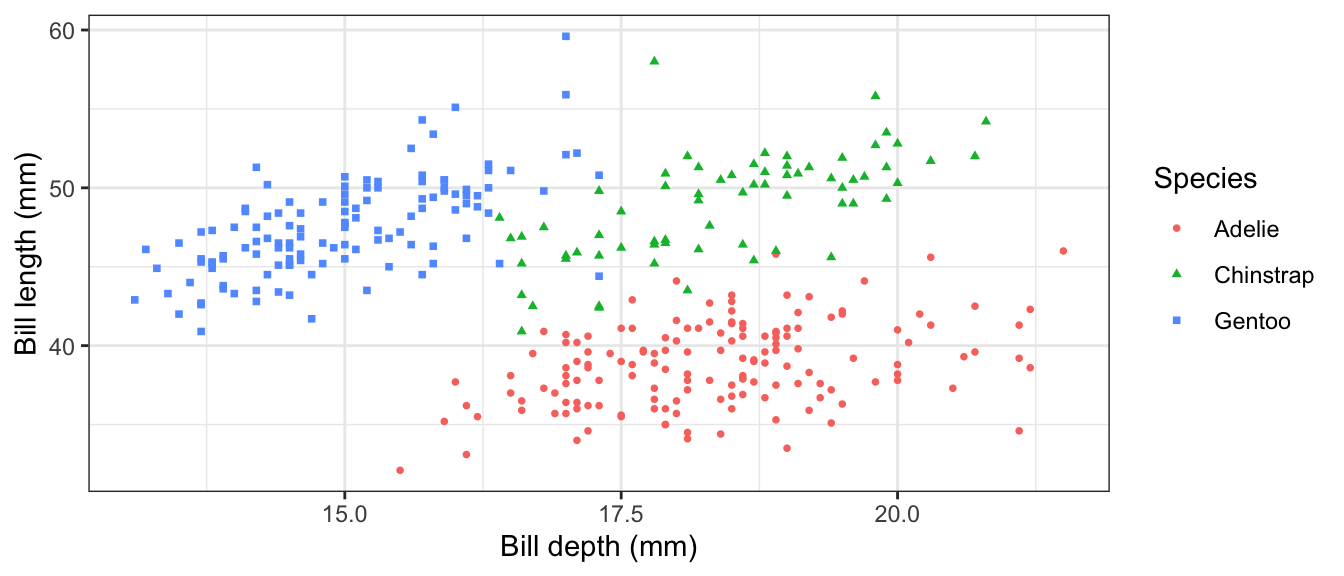 60
50
40
Bill length (mm)
15.0
17.5
20.0
Bill depth (mm)
Species
Adelie
Chinstrap
Gentoo